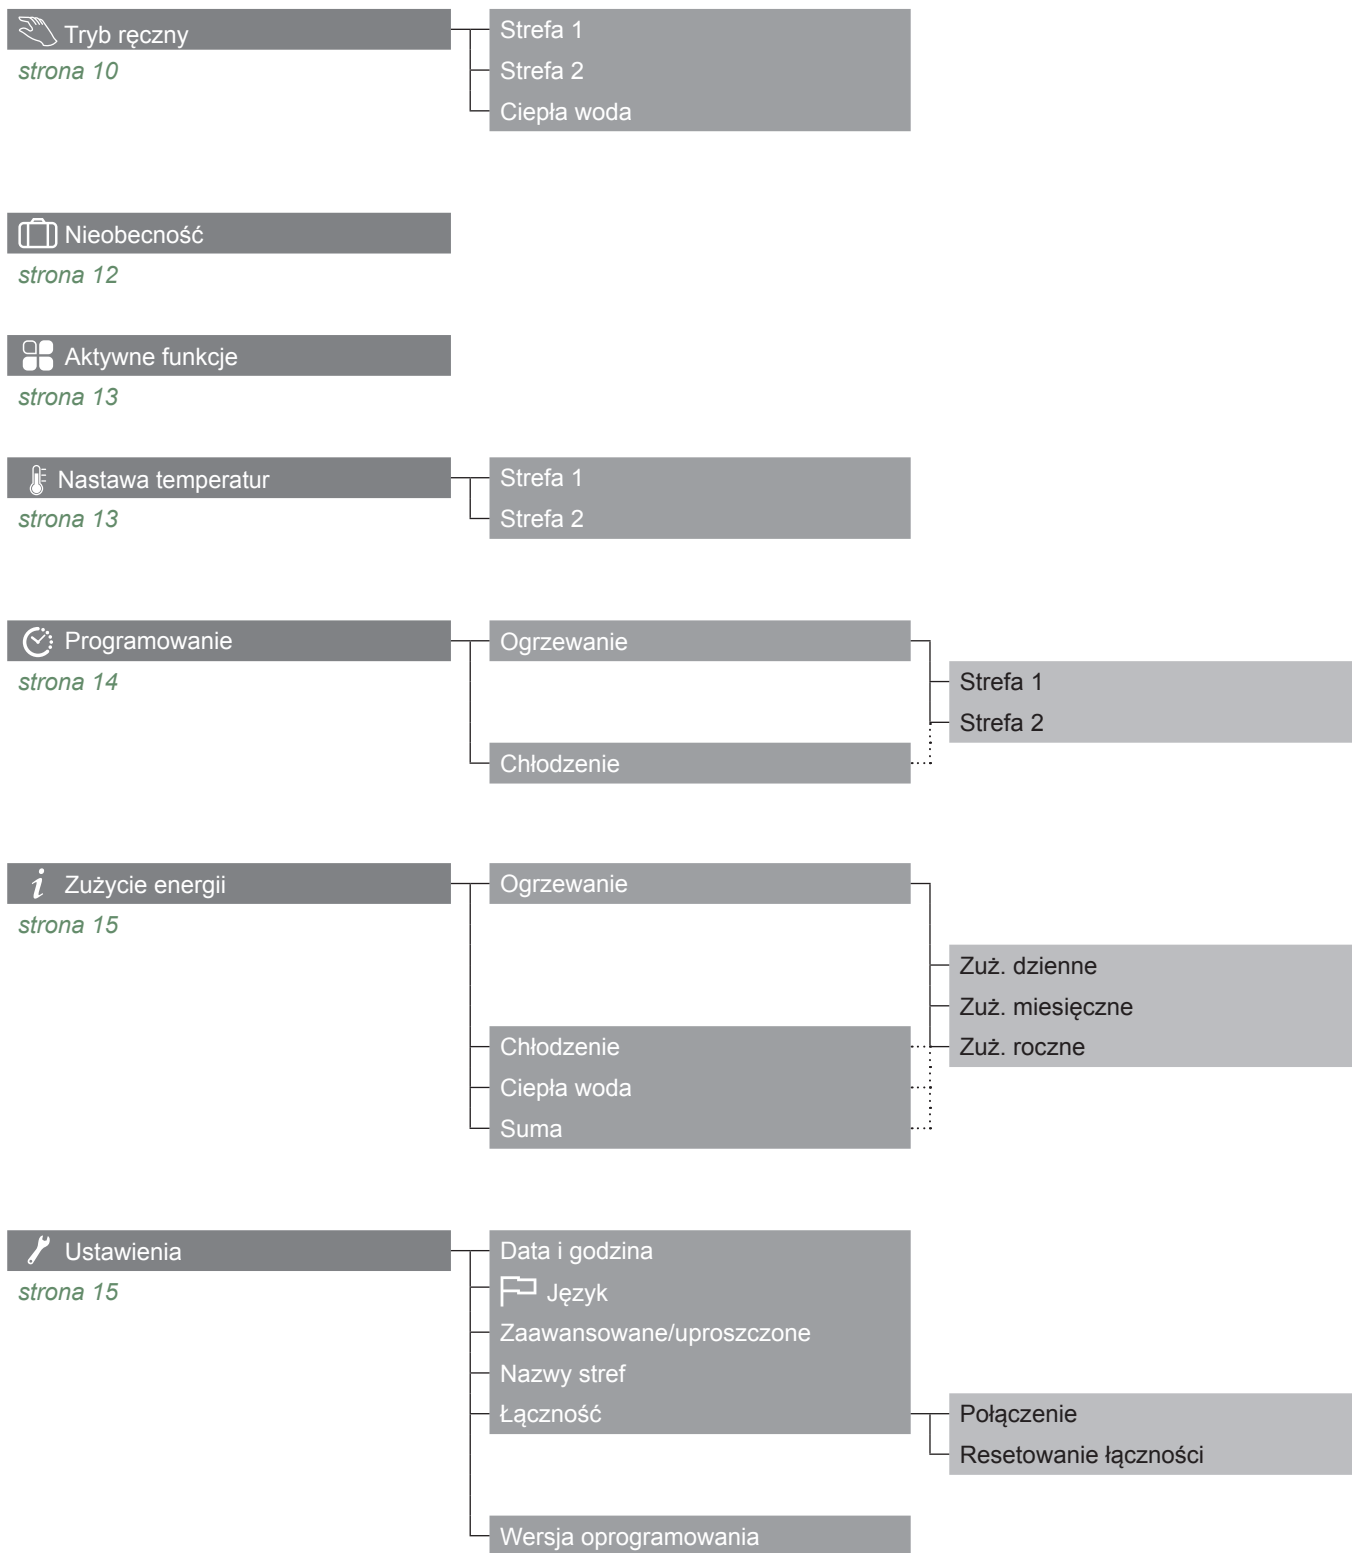 Tryb ręczny
strona 10
Strefa 1
Strefa 2
Ciepła woda
Nieobecność
strona 12
Aktywne funkcje
strona 13
Nastawa temperatur
strona 13
Strefa 1
Strefa 2
Programowanie
strona 14
Ogrzewanie
Strefa 1
Strefa 2
Chłodzenie
Zużycie energii
strona 15
Ogrzewanie
Zuż. dzienne
Zuż. miesięczne
Zuż. roczne
Chłodzenie
Ciepła woda
Suma
Ustawienia
strona 15
Data i godzina
Język
Zaawansowane/uproszczone
Nazwy stref
Łączność
Połączenie
Resetowanie łączności
Wersja oprogramowania